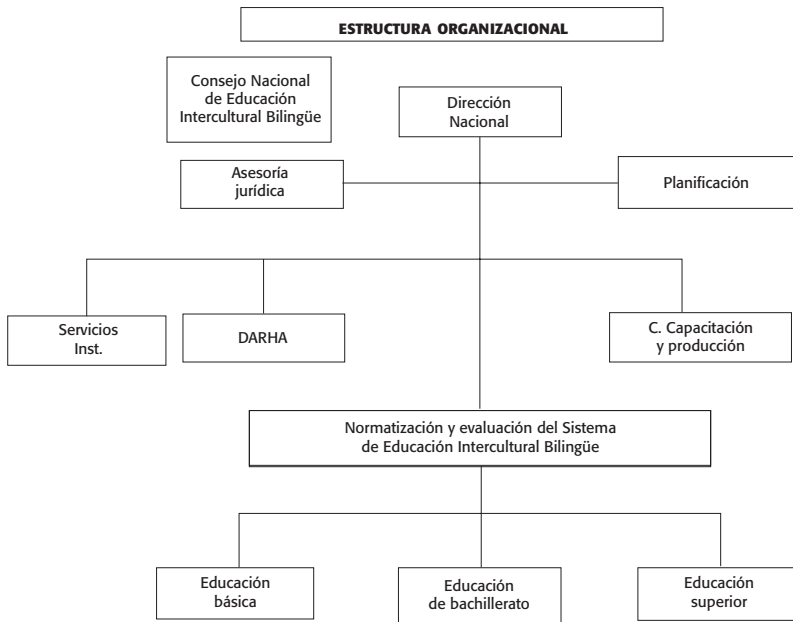 ESTRUCTURA ORGANIZACIONAL
Consejo Nacional
de Educación
Intercultural Bilingüe
Dirección
Nacional
Asesoría
jurídica
Planificación
Servicios
Inst.
DARHA
C. Capacitación
y producción
Normatización y evaluación del Sistema
de Educación Intercultural Bilingüe
Educación
básica
Educación
de bachillerato
Educación
superior